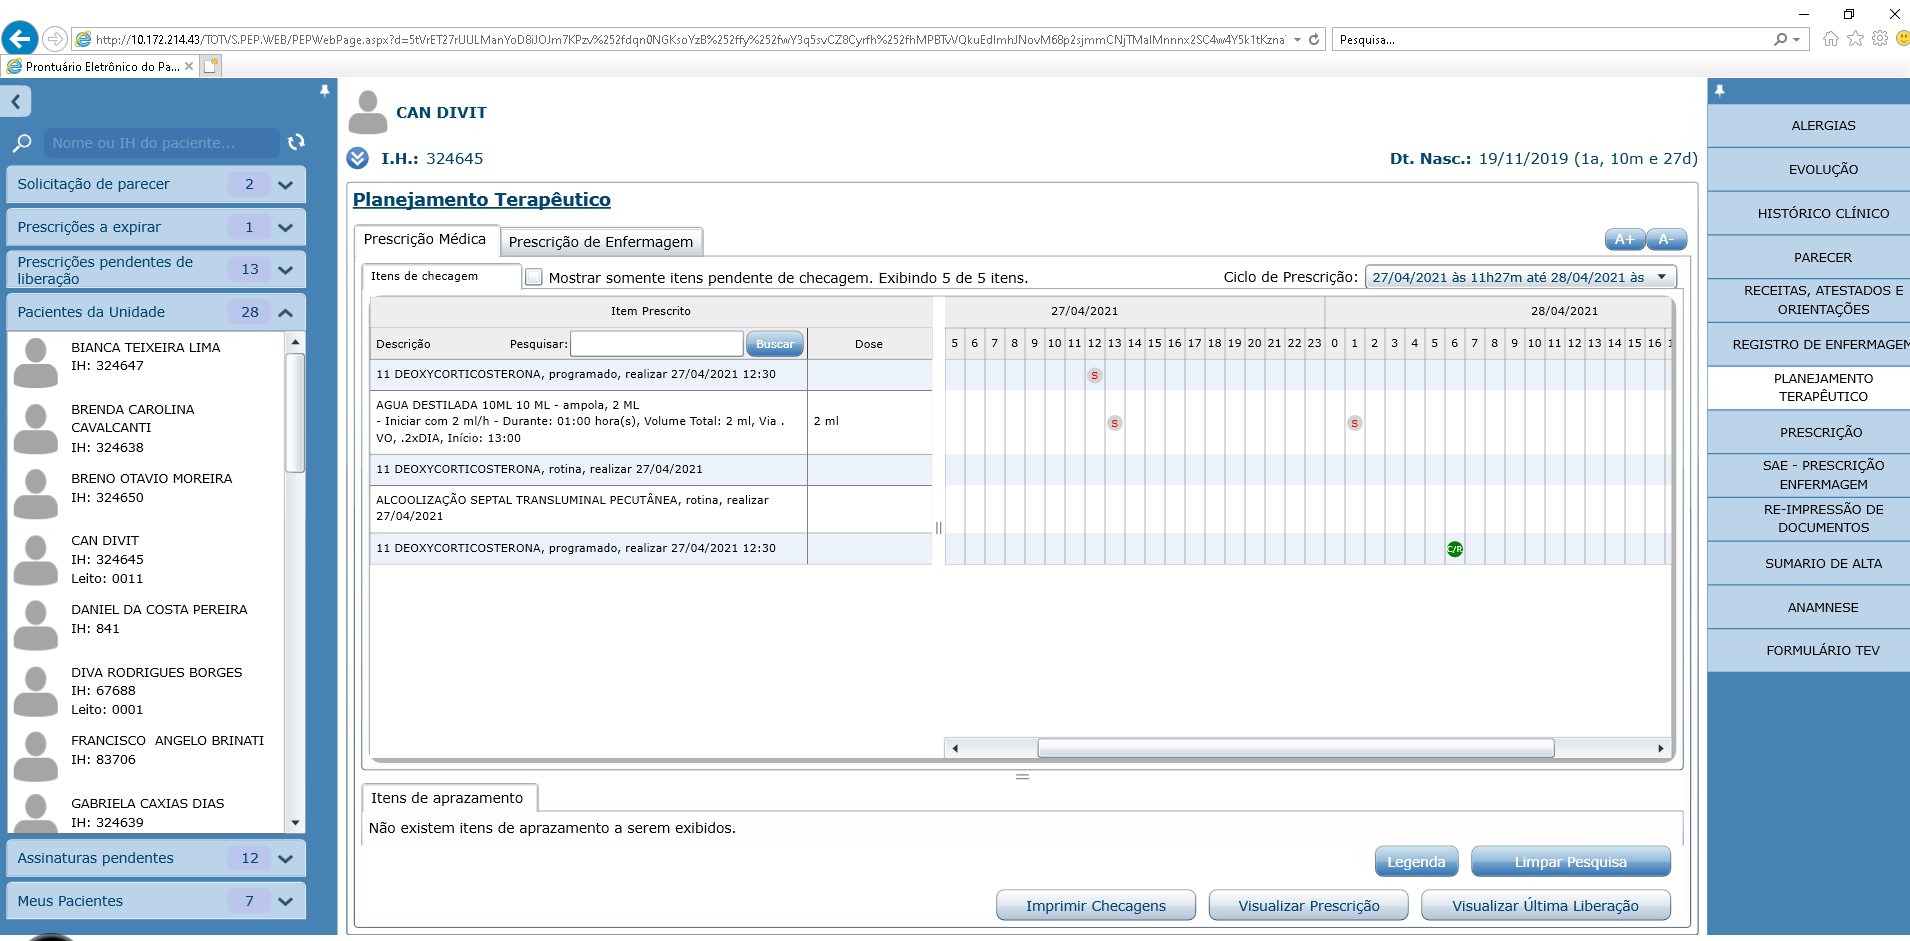 http://10.172.214.43/TOTVS.PEP.WEB/PEPWebPage.aspx?d=
Pesquisa...
Prontuário Eletrônico do Pa...
Nome ou IH do paciente...
Solicitação de parecer 2
Prescrições a expirar 1
Prescrições pendentes de
liberação 13
Pacientes da Unidade 28
BIANCA TEIXEIRA LIMA
IH: 324647
BRENDA CAROLINA
CAVALCANTI
IH: 324638
BRENO OTAVIO MOREIRA
IH: 324650
CAN DIVIT
IH: 324645
Leito: 0011
DANIEL DA COSTA PEREIRA
IH: 841
DIVA RODRIGUES BORGES
IH: 67688
Leito: 0001
FRANCISCO ANGELO BRINATI
IH: 83706
GABRIELA CAXIAS DIAS
IH: 324639
Assinaturas pendentes 12
Meus Pacientes 7
CAN DIVIT
I.H.: 324645
Dt. Nasc.: 19/11/2019 (1a, 10m e 27d)
Planejamento Terapêutico
Prescrição Médica
Prescrição de Enfermagem
A+ A-
Itens de checagem
Mostrar somente itens pendente de checagem. Exibindo 5 de 5 itens.
Ciclo de Prescrição: 27/04/2021 às 11h27m até 28/04/2021 às
Item Prescrito
27/04/2021
28/04/2021
Descrição Pesquisar: Buscar Dose
5 6 7 8 9 10 11 12 13 14 15 16 17 18 19 20 21 22 23 0 1 2 3 4 5 6 7 8 9 10 11 12 13 14 15 16
11 DEOXYCORTICOSTERONA, programado, realizar 27/04/2021 12:30
S
AGUA DESTILADA 10ML 10 ML - ampola, 2 ML
- Iniciar com 2 ml/h - Durante: 01:00 hora(s), Volume Total: 2 ml, Via .
VO, .2xDIA, Início: 13:00
2 ml
S S
11 DEOXYCORTICOSTERONA, rotina, realizar 27/04/2021
ALCOOLIZAÇÃO SEPTAL TRANSLUMINAL PECUTÂNEA, rotina, realizar
27/04/2021
11 DEOXYCORTICOSTERONA, programado, realizar 27/04/2021 12:30
C/R
Itens de aprazamento
Não existem itens de aprazamento a serem exibidos.
Legenda
Limpar Pesquisa
Imprimir Checagens
Visualizar Prescrição
Visualizar Última Liberação
ALERGIAS
EVOLUÇÃO
HISTÓRICO CLÍNICO
PARECER
RECEITAS, ATESTADOS E
ORIENTAÇÕES
REGISTRO DE ENFERMAGEM
PLANEJAMENTO
TERAPÊUTICO
PRESCRIÇÃO
SAE - PRESCRIÇÃO
ENFERMAGEM
RE-IMPRESSÃO DE
DOCUMENTOS
SUMARIO DE ALTA
ANAMNESE
FORMULÁRIO TEV